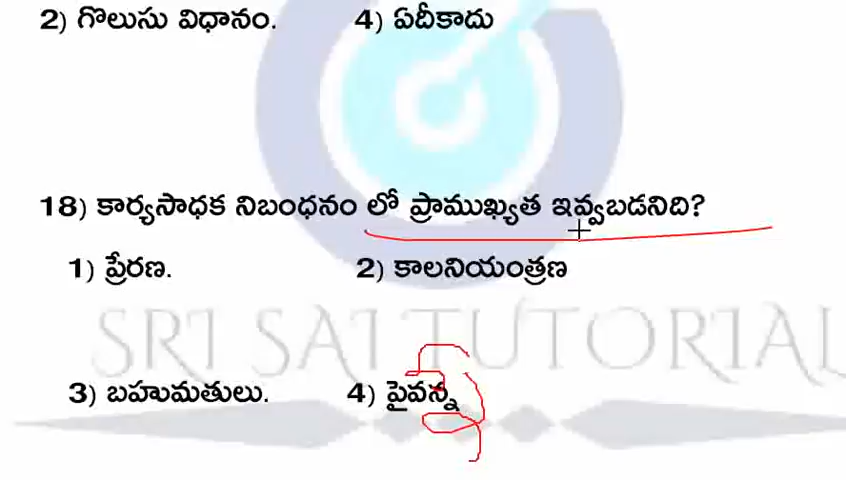 2) గొలుసు విధానం. 4) ఏదీకాదు
18) కార్యసాధక నిబంధనం లో ప్రాముఖ్యత ఇవ్వబడనిది?
1) ప్రేరణ. 2) కాలనియంత్రణ
SRI SAI TUTORIAL
3) బహుమతులు. 4) పైవన్న